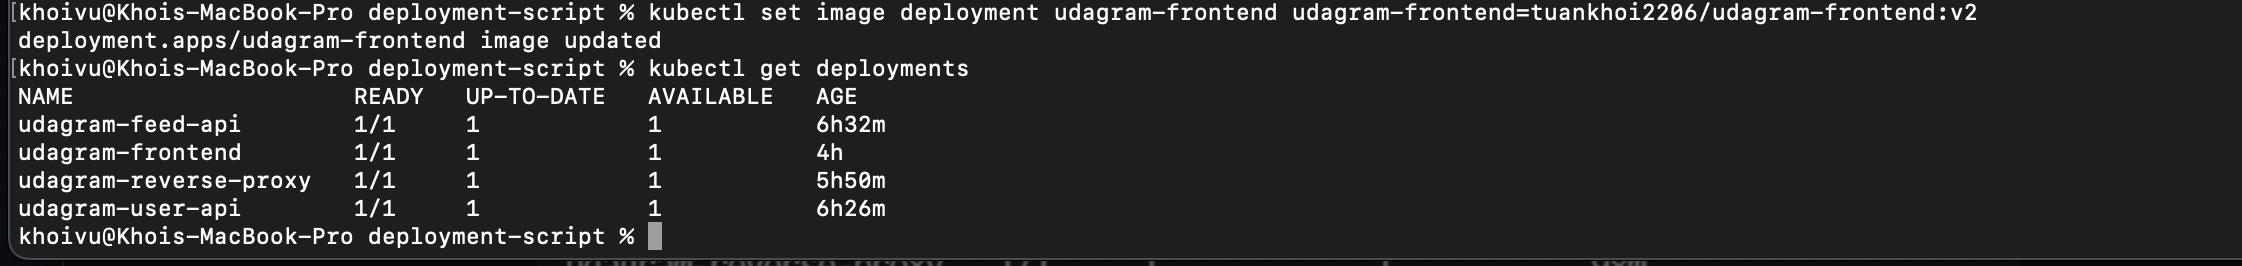 [khoivu@Khois-MacBook-Pro deployment-script % kubectl set image deployment udagram-frontend udagram-frontend=tuankhoi2206/udagram-frontend:v2
deployment.apps/udagram-frontend image updated
[khoivu@Khois-MacBook-Pro deployment-script % kubectl get deployments
NAME READY UP-TO-DATE AVAILABLE AGE
udagram-feed-api 1/1 1 1 6h32m
udagram-frontend 1/1 1 1 4h
udagram-reverse-proxy 1/1 1 1 5h50m
udagram-user-api 1/1 1 1 6h26m
khoivu@Khois-MacBook-Pro deployment-script %